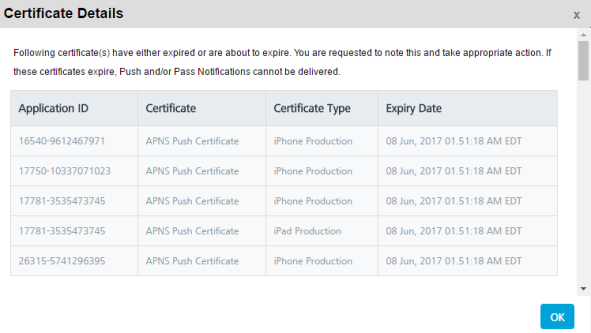 Certificate Details
x
Following certificate(s) have either expired or are about to expire. You are requested to note this and take appropriate action. If
these certificates expire, Push and/or Pass Notifications cannot be delivered.
Application ID Certificate Certificate Type Expiry Date
16540-9612467971 APNS Push Certificate iPhone Production 08 Jun, 2017 01.51:18 AM EDT
17750-10337071023 APNS Push Certificate iPhone Production 08 Jun, 2017 01.51:18 AM EDT
17781-3535473745 APNS Push Certificate iPhone Production 08 Jun, 2017 01.51:18 AM EDT
17781-3535473745 APNS Push Certificate iPad Production 08 Jun, 2017 01.51:18 AM EDT
26315-5741296395 APNS Push Certificate iPhone Production 08 Jun, 2017 01.51:18 AM EDT
OK